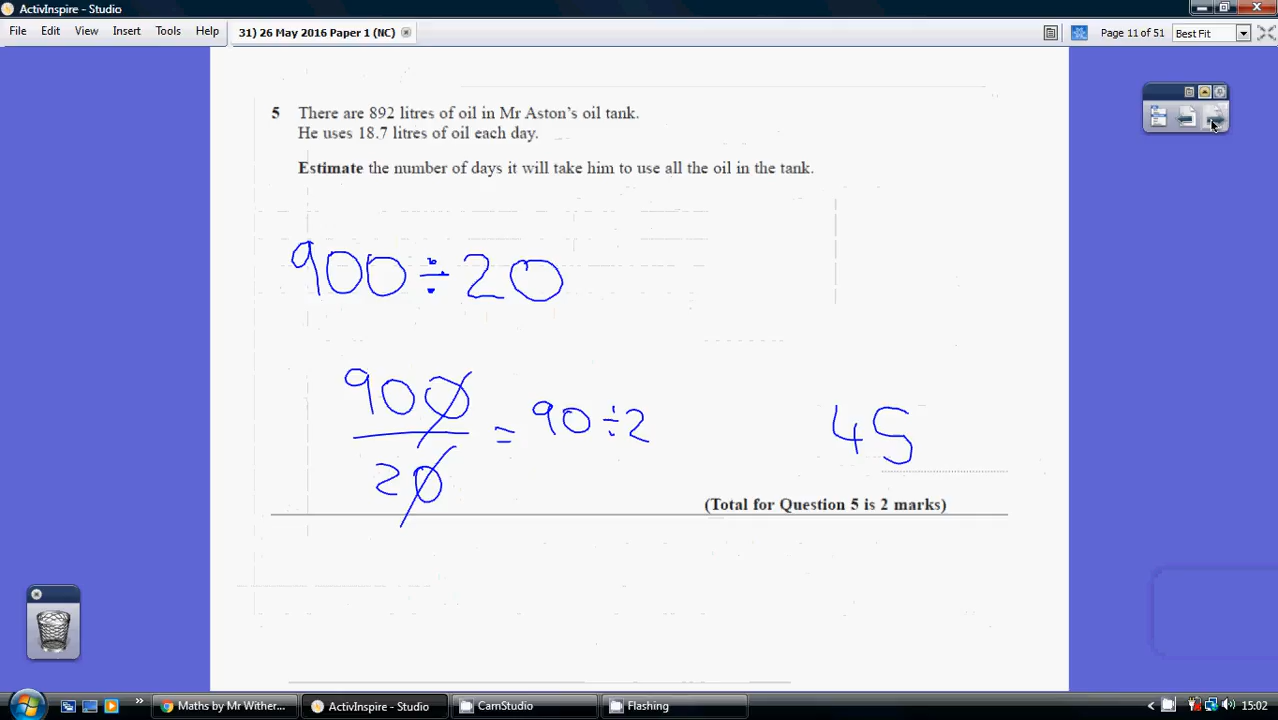 ActivInspire - Studio
File Edit View Insert Tools Help
31) 26 May 2016 Paper 1 (NC)
Page 11 of 51
Best Fit
5 There are 892 litres of oil in Mr Aston's oil tank.
He uses 18.7 litres of oil each day.
Estimate the number of days it will take him to use all the oil in the tank.
900 ÷ 20
900
20
= 90 ÷ 2
45
(Total for Question 5 is 2 marks)
Maths by Mr Wither...
ActivInspire - Studio
CamStudio
Flashing
15:02